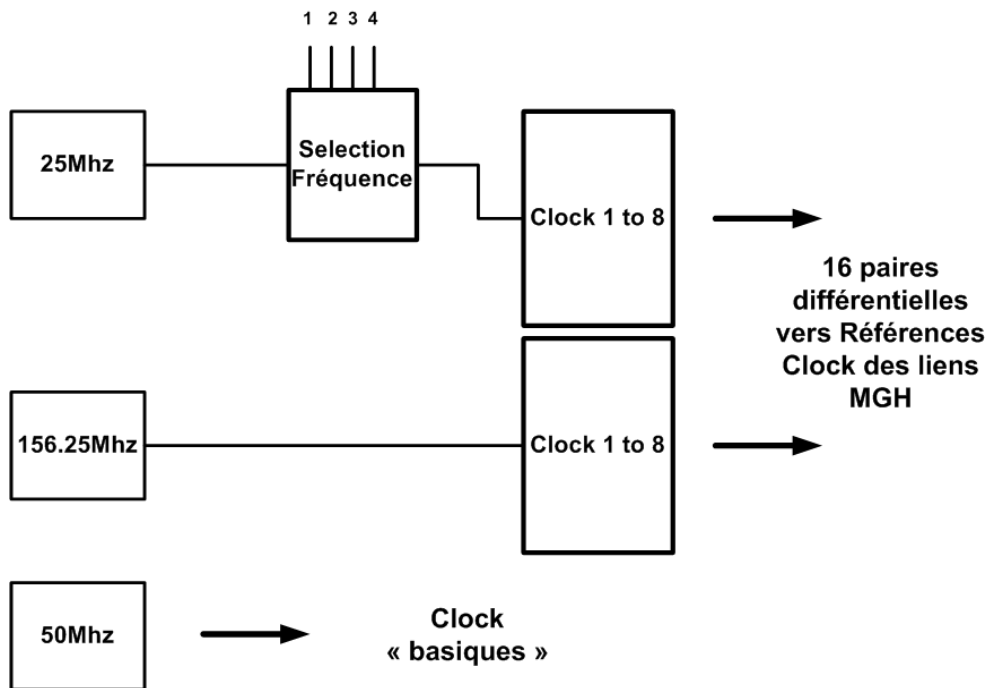 1 2 3 4
25Mhz
Selection
Fréquence
Clock 1 to 8
16 paires
différentielles
vers Références
Clock des liens
MGH
156.25Mhz
Clock 1 to 8
50Mhz
Clock
« basiques »